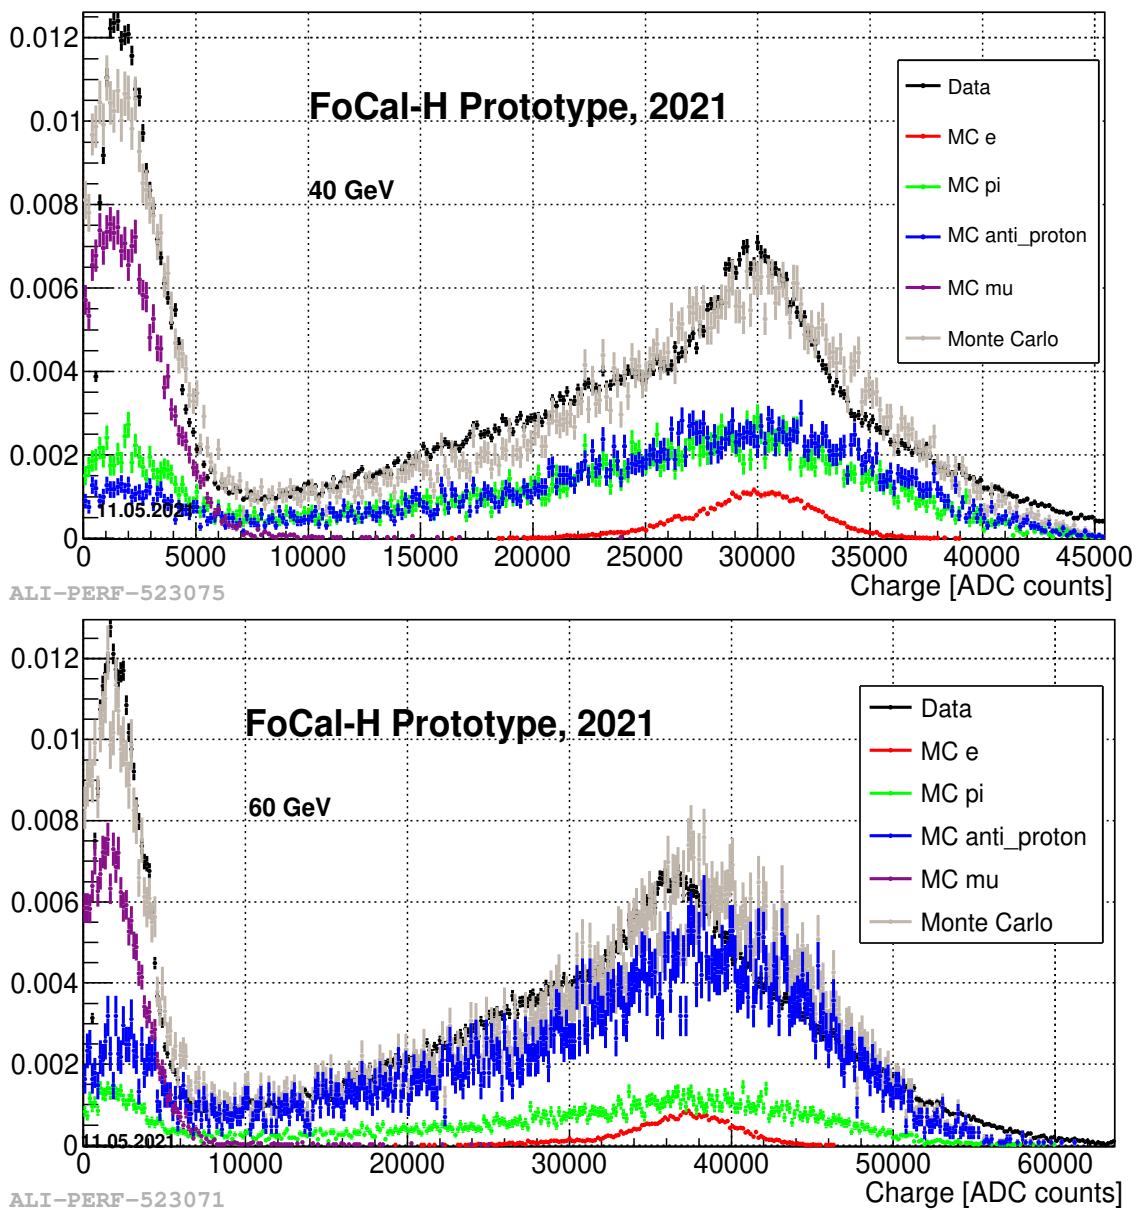 0.012
0.01
0.008
0.006
0.004
0.002
0
FoCal-H Prototype, 2021
40 GeV
Data
MC e
MC pi
MC anti_proton
MC mu
Monte Carlo
11.05.2021
0 5000 10000 15000 20000 25000 30000 35000 40000 45000
Charge [ADC counts]
ALI-PERF-523075
0.012
0.01
0.008
0.006
0.004
0.002
0
FoCal-H Prototype, 2021
60 GeV
Data
MC e
MC pi
MC anti_proton
MC mu
Monte Carlo
11.05.2021
0 10000 20000 30000 40000 50000 60000
Charge [ADC counts]
ALI-PERF-523071